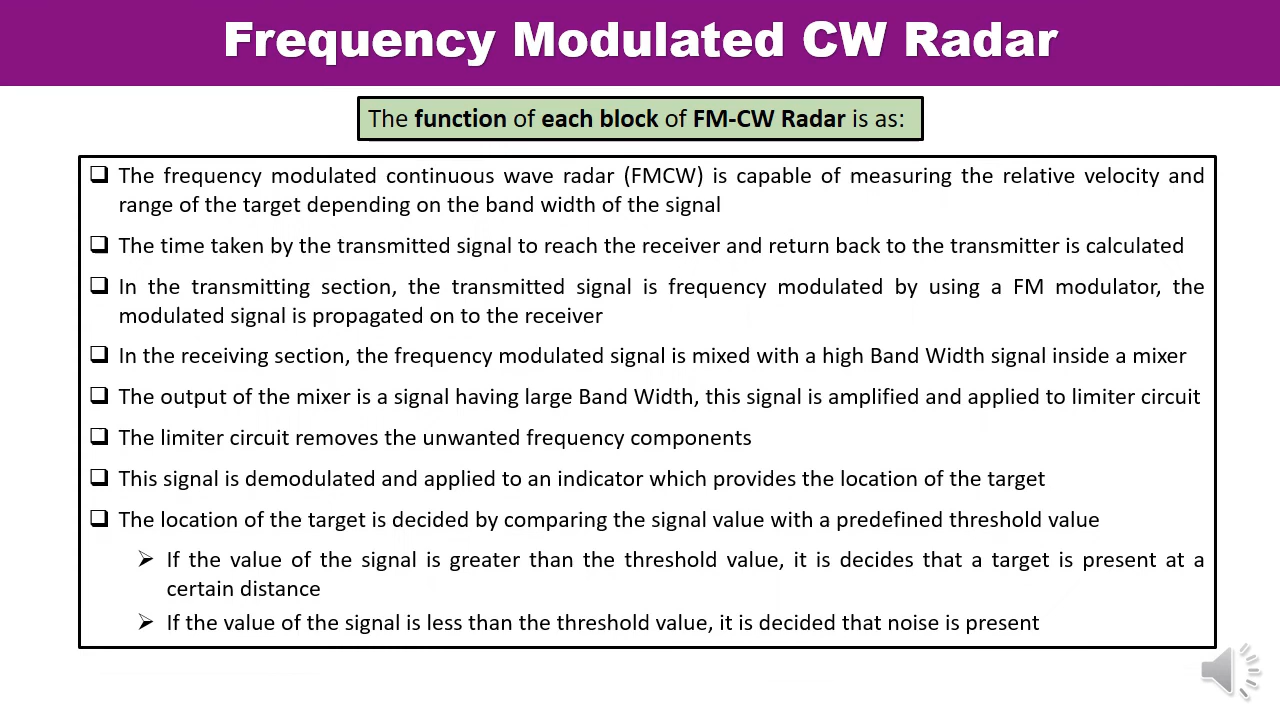 Frequency Modulated CW Radar
The function of each block of FM-CW Radar is as:
❑ The frequency modulated continuous wave radar (FMCW) is capable of measuring the relative velocity and
range of the target depending on the band width of the signal
❑ The time taken by the transmitted signal to reach the receiver and return back to the transmitter is calculated
❑ In the transmitting section, the transmitted signal is frequency modulated by using a FM modulator, the
modulated signal is propagated on to the receiver
❑ In the receiving section, the frequency modulated signal is mixed with a high Band Width signal inside a mixer
❑ The output of the mixer is a signal having large Band Width, this signal is amplified and applied to limiter circuit
❑ The limiter circuit removes the unwanted frequency components
❑ This signal is demodulated and applied to an indicator which provides the location of the target
❑ The location of the target is decided by comparing the signal value with a predefined threshold value
➢ If the value of the signal is greater than the threshold value, it is decides that a target is present at a
certain distance
➢ If the value of the signal is less than the threshold value, it is decided that noise is present